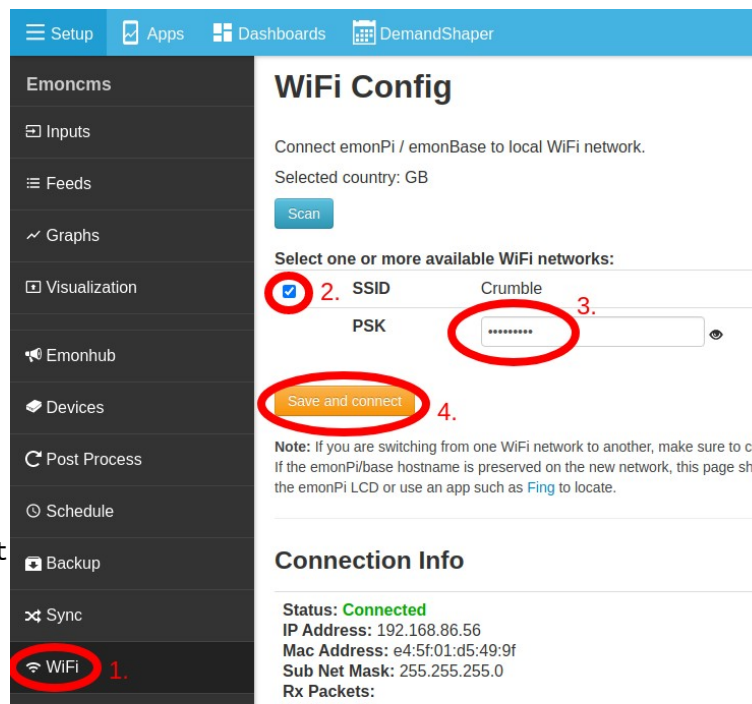 Setup Apps Dashboards DemandShaper
Emoncms
Inputs
Feeds
Graphs
Visualization
Emonhub
Devices
Post Process
Schedule
Backup
Sync
WiFi 1.
WiFi Config
Connect emonPi / emonBase to local WiFi network.
Selected country: GB
Scan
Select one or more available WiFi networks:
2. SSID Crumble
3.
PSK •••••••••
Save and connect 4.
Note: If you are switching from one WiFi network to another, make sure to c
If the emonPi/base hostname is preserved on the new network, this page sh
the emonPi LCD or use an app such as Fing to locate.
Connection Info
Status: Connected
IP Address: 192.168.86.56
Mac Address: e4:5f:01:d5:49:9f
Sub Net Mask: 255.255.255.0
Rx Packets:
t